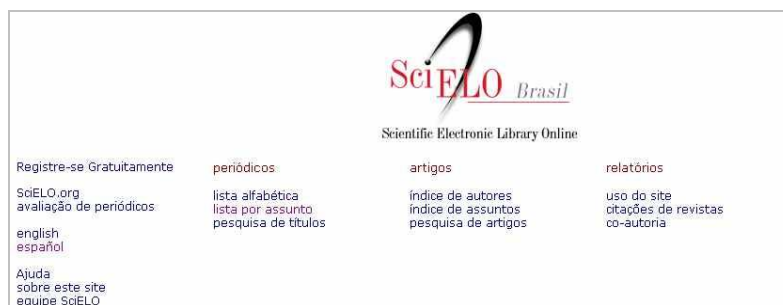 SciELO Brasil
Scientific Electronic Library Online
Registre-se Gratuitamente
SciELO.org
avaliação de periódicos
english
español
Ajuda
sobre este site
equipe SciELO
periódicos
lista alfabética
lista por assunto
pesquisa de títulos
artigos
índice de autores
índice de assuntos
pesquisa de artigos
relatórios
uso do site
citações de revistas
co-autoria